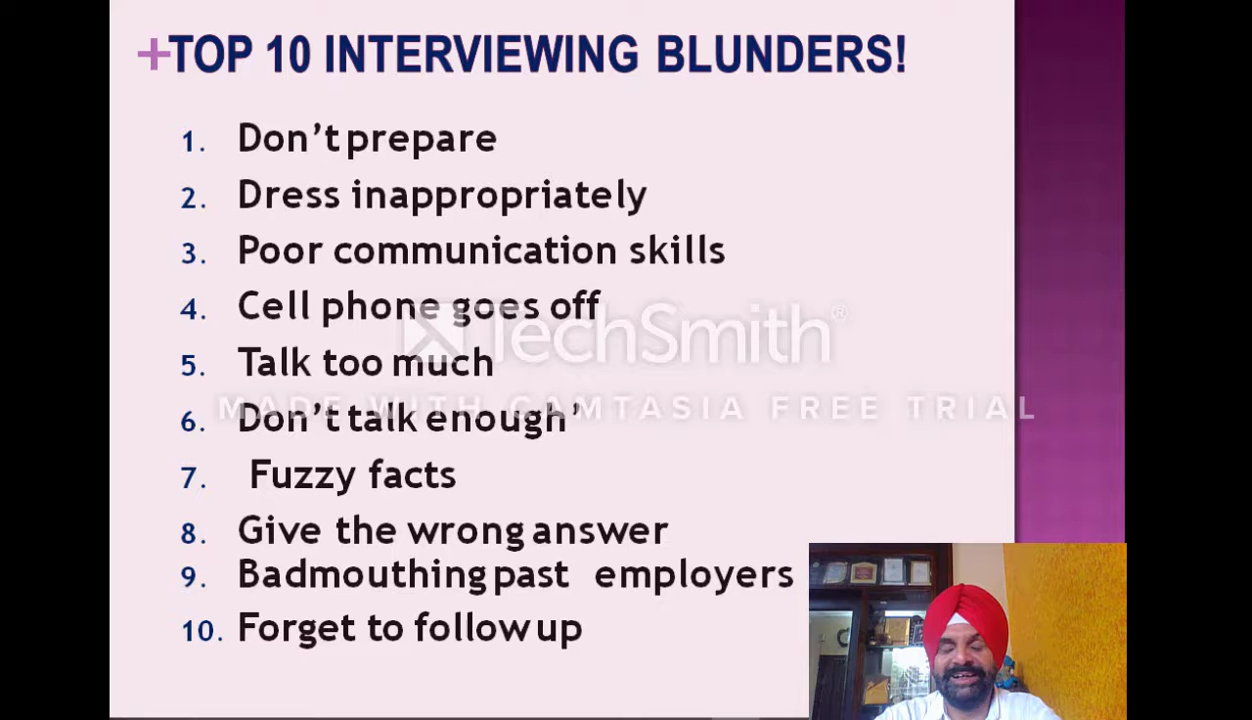 +TOP 10 INTERVIEWING BLUNDERS!
1. Don't prepare
2. Dress inappropriately
3. Poor communication skills
4. Cell phone goes off
TechSmith®
5. Talk too much
MADE WITH CAMTASIA FREE TRIAL
6. Don't talk enough'
7. Fuzzy facts
8. Give the wrong answer
9. Badmouthing past employers
10. Forget to follow up